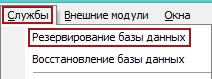 Службы Внешние модули Окна
Резервирование базы данных
Восстановление базы данных